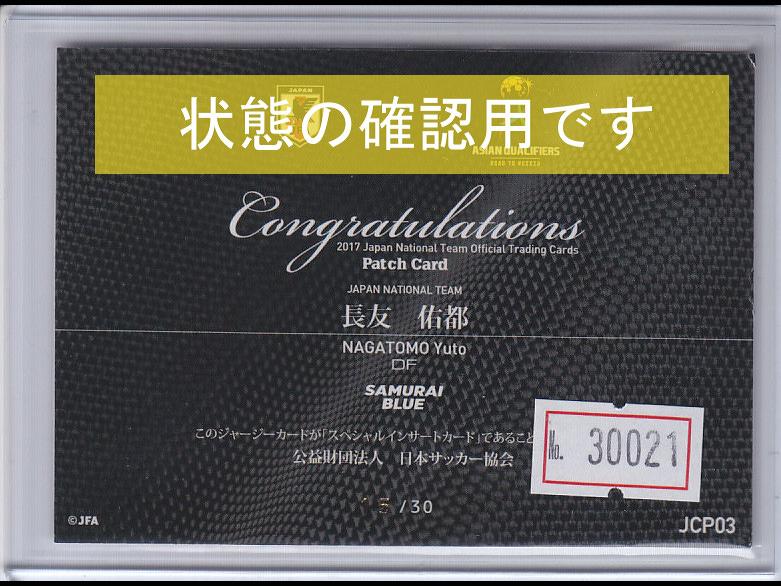 JAPAN
状態の確認用です
ASIAN QUALIFIERS
ROAD TO RUSSIA
Congratulations
2017 Japan National Team Official Trading Cards
Patch Card
JAPAN NATIONAL TEAM
長友 佑都
NAGATOMO Yuto
DF
SAMURAI
BLUE
このジャージーカードが「スペシャルインサートカード」であること
公益財団法人 日本サッカー協会
No. 30021
15/30
©JFA
JCP03